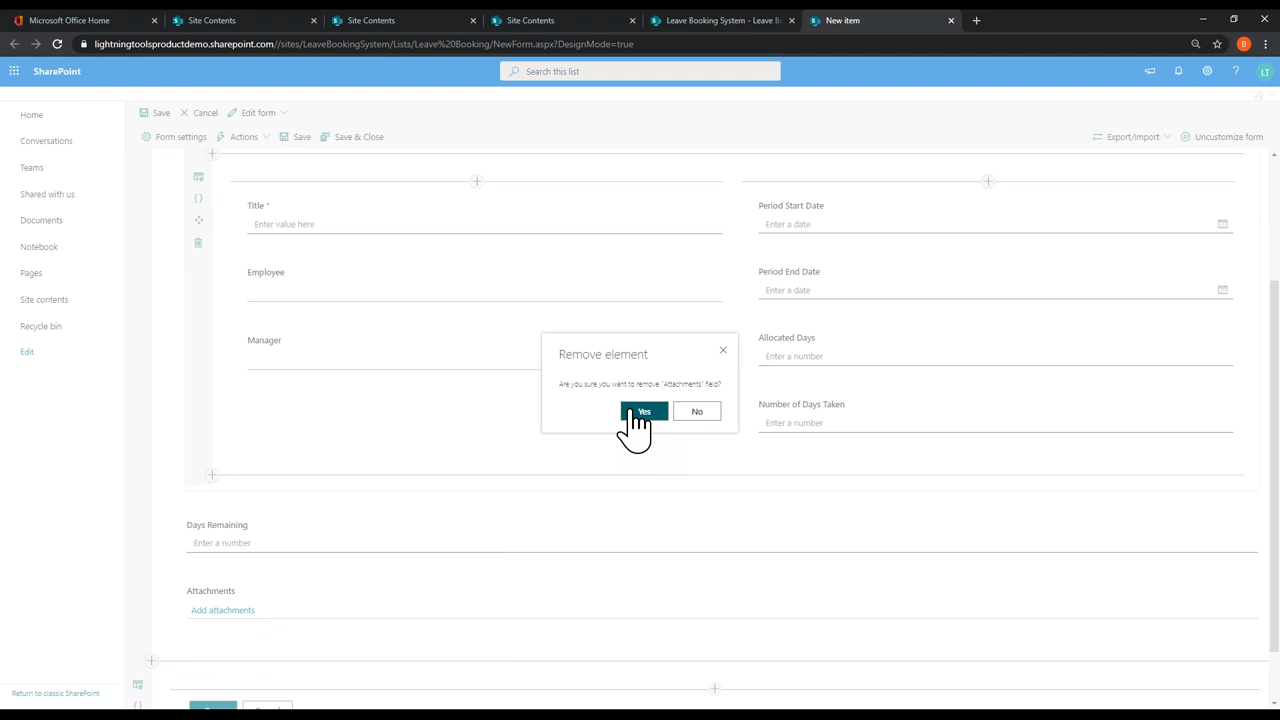 Microsoft Office Home
Site Contents
Site Contents
Site Contents
Leave Booking System - Leave B
New item
lightningtoolsproductdemo.sharepoint.com//sites/LeaveBookingSystem/Lists/Leave%20Booking/NewForm.aspx?DesignMode=true
B
SharePoint
Search this list
LT
Home
Conversations
Teams
Shared with us
Documents
Notebook
Pages
Site contents
Recycle bin
Edit
Return to classic SharePoint
Save
Cancel
Edit form
Form settings
Actions
Save
Save & Close
Export/Import
Uncustomize form
Title *
Enter value here
Employee
Manager
Period Start Date
Enter a date
Period End Date
Enter a date
Allocated Days
Enter a number
Number of Days Taken
Enter a number
Remove element
Are you sure you want to remove "Attachments" field?
Yes
No
Days Remaining
Enter a number
Attachments
Add attachments